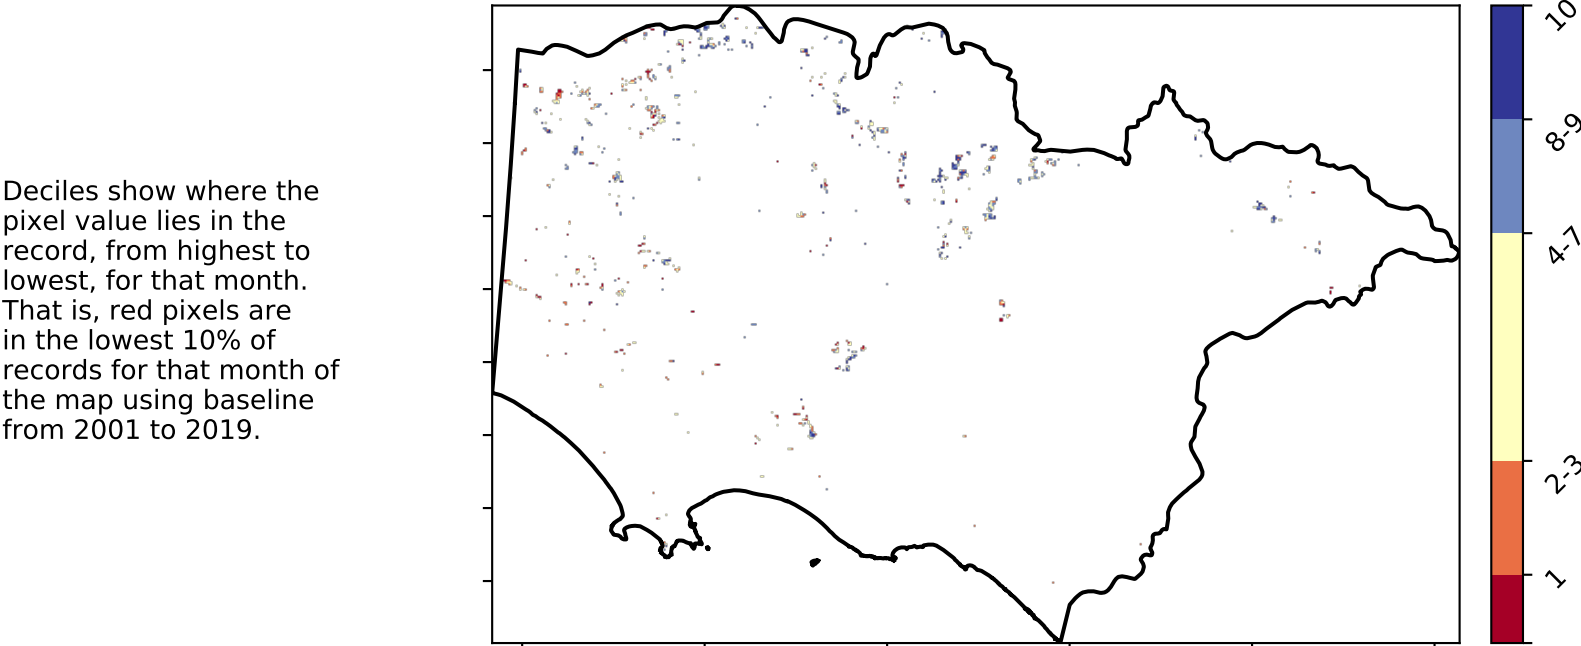 Deciles show where the
pixel value lies in the
record, from highest to
lowest, for that month.
That is, red pixels are
in the lowest 10% of
records for that month of
the map using baseline
from 2001 to 2019.
10
8-9
4-7
2-3
1